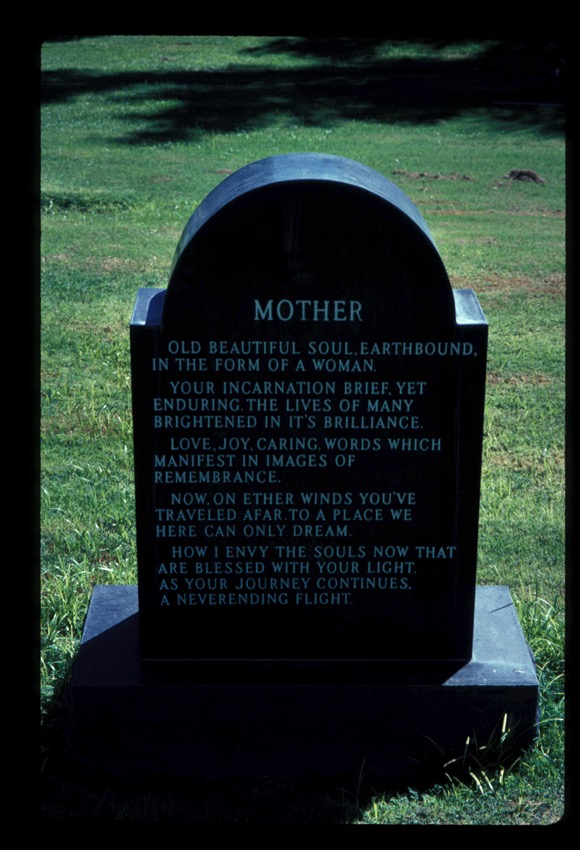 MOTHER
OLD BEAUTIFUL SOUL, EARTHBOUND,
IN THE FORM OF A WOMAN.
YOUR INCARNATION BRIEF, YET
ENDURING. THE LIVES OF MANY
BRIGHTENED IN IT'S BRILLIANCE.
LOVE, JOY, CARING. WORDS WHICH
MANIFEST IN IMAGES OF
REMEMBRANCE.
NOW, ON ETHER WINDS YOU'VE
TRAVELED AFAR. TO A PLACE WE
HERE CAN ONLY DREAM.
HOW I ENVY THE SOULS NOW THAT
ARE BLESSED WITH YOUR LIGHT.
AS YOUR JOURNEY CONTINUES,
A NEVERENDING FLIGHT.